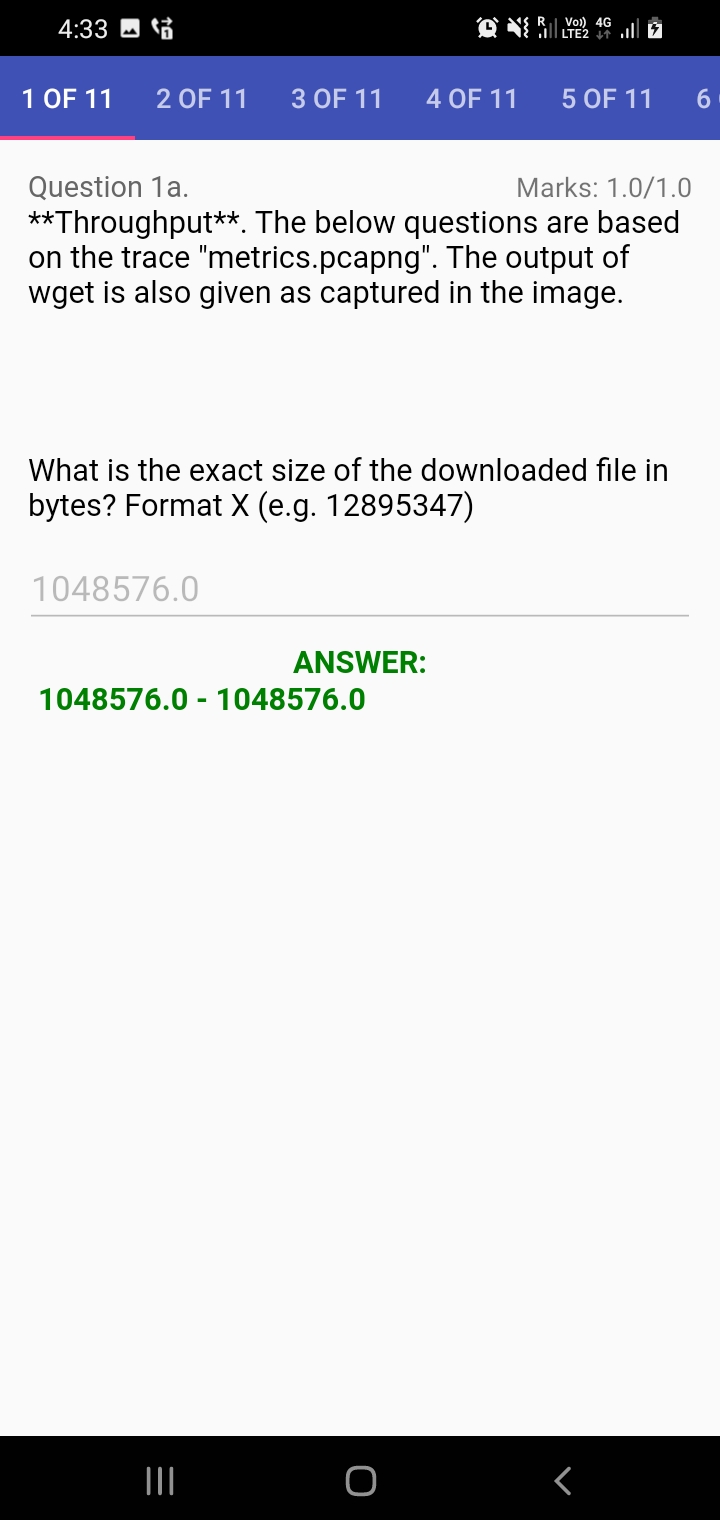 4:33
R Vo)) 4G
LTE2
1 OF 11 2 OF 11 3 OF 11 4 OF 11 5 OF 11 6
Question 1a. Marks: 1.0/1.0
**Throughput**. The below questions are based
on the trace "metrics.pcapng". The output of
wget is also given as captured in the image.
What is the exact size of the downloaded file in
bytes? Format X (e.g. 12895347)
1048576.0
ANSWER:
1048576.0 - 1048576.0